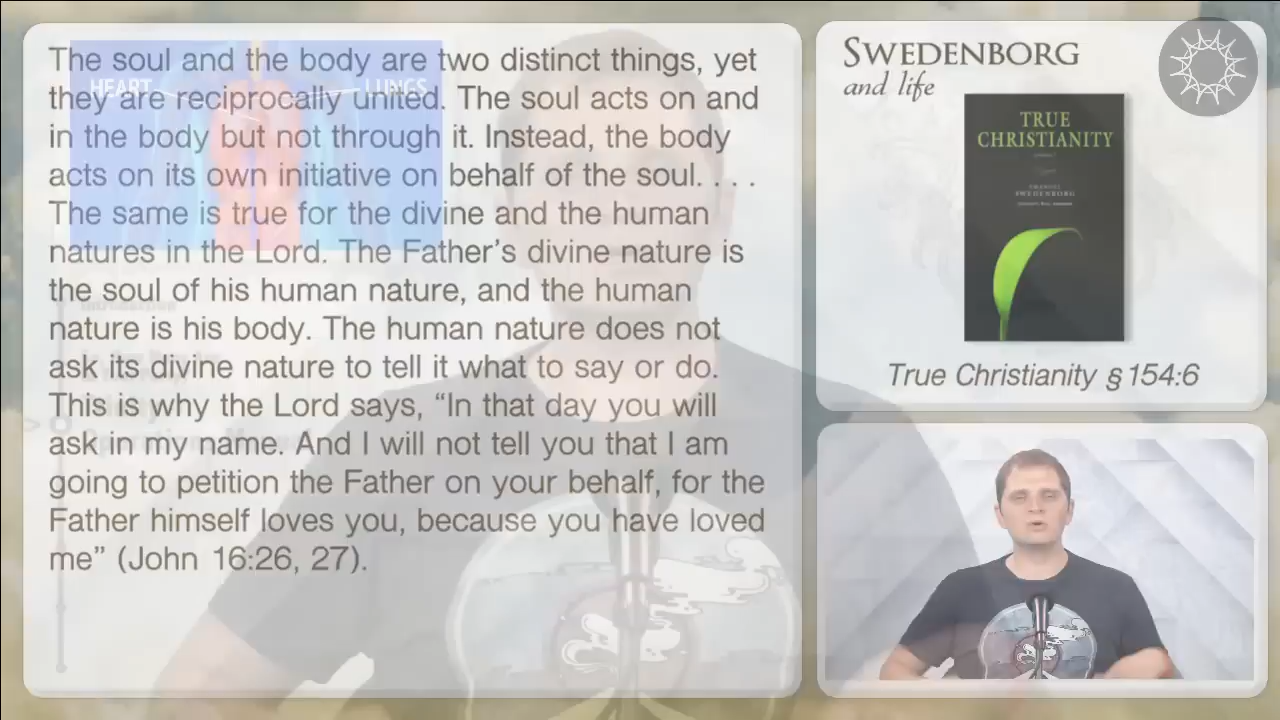 The soul and the body are two distinct things, yet
they are reciprocally united. The soul acts on and
in the body but not through it. Instead, the body
acts on its own initiative on behalf of the soul. . . .
The same is true for the divine and the human
natures in the Lord. The Father's divine nature is
the soul of his human nature, and the human
nature is his body. The human nature does not
ask its divine nature to tell it what to say or do.
This is why the Lord says, “In that day you will
ask in my name. And I will not tell you that I am
going to petition the Father on your behalf, for the
Father himself loves you, because you have loved
me” (John 16:26, 27).
HEART
LUNGS
SWEDENBORG
and life
TRUE
CHRISTIANITY
SWEDENBORG
True Christianity § 154:6